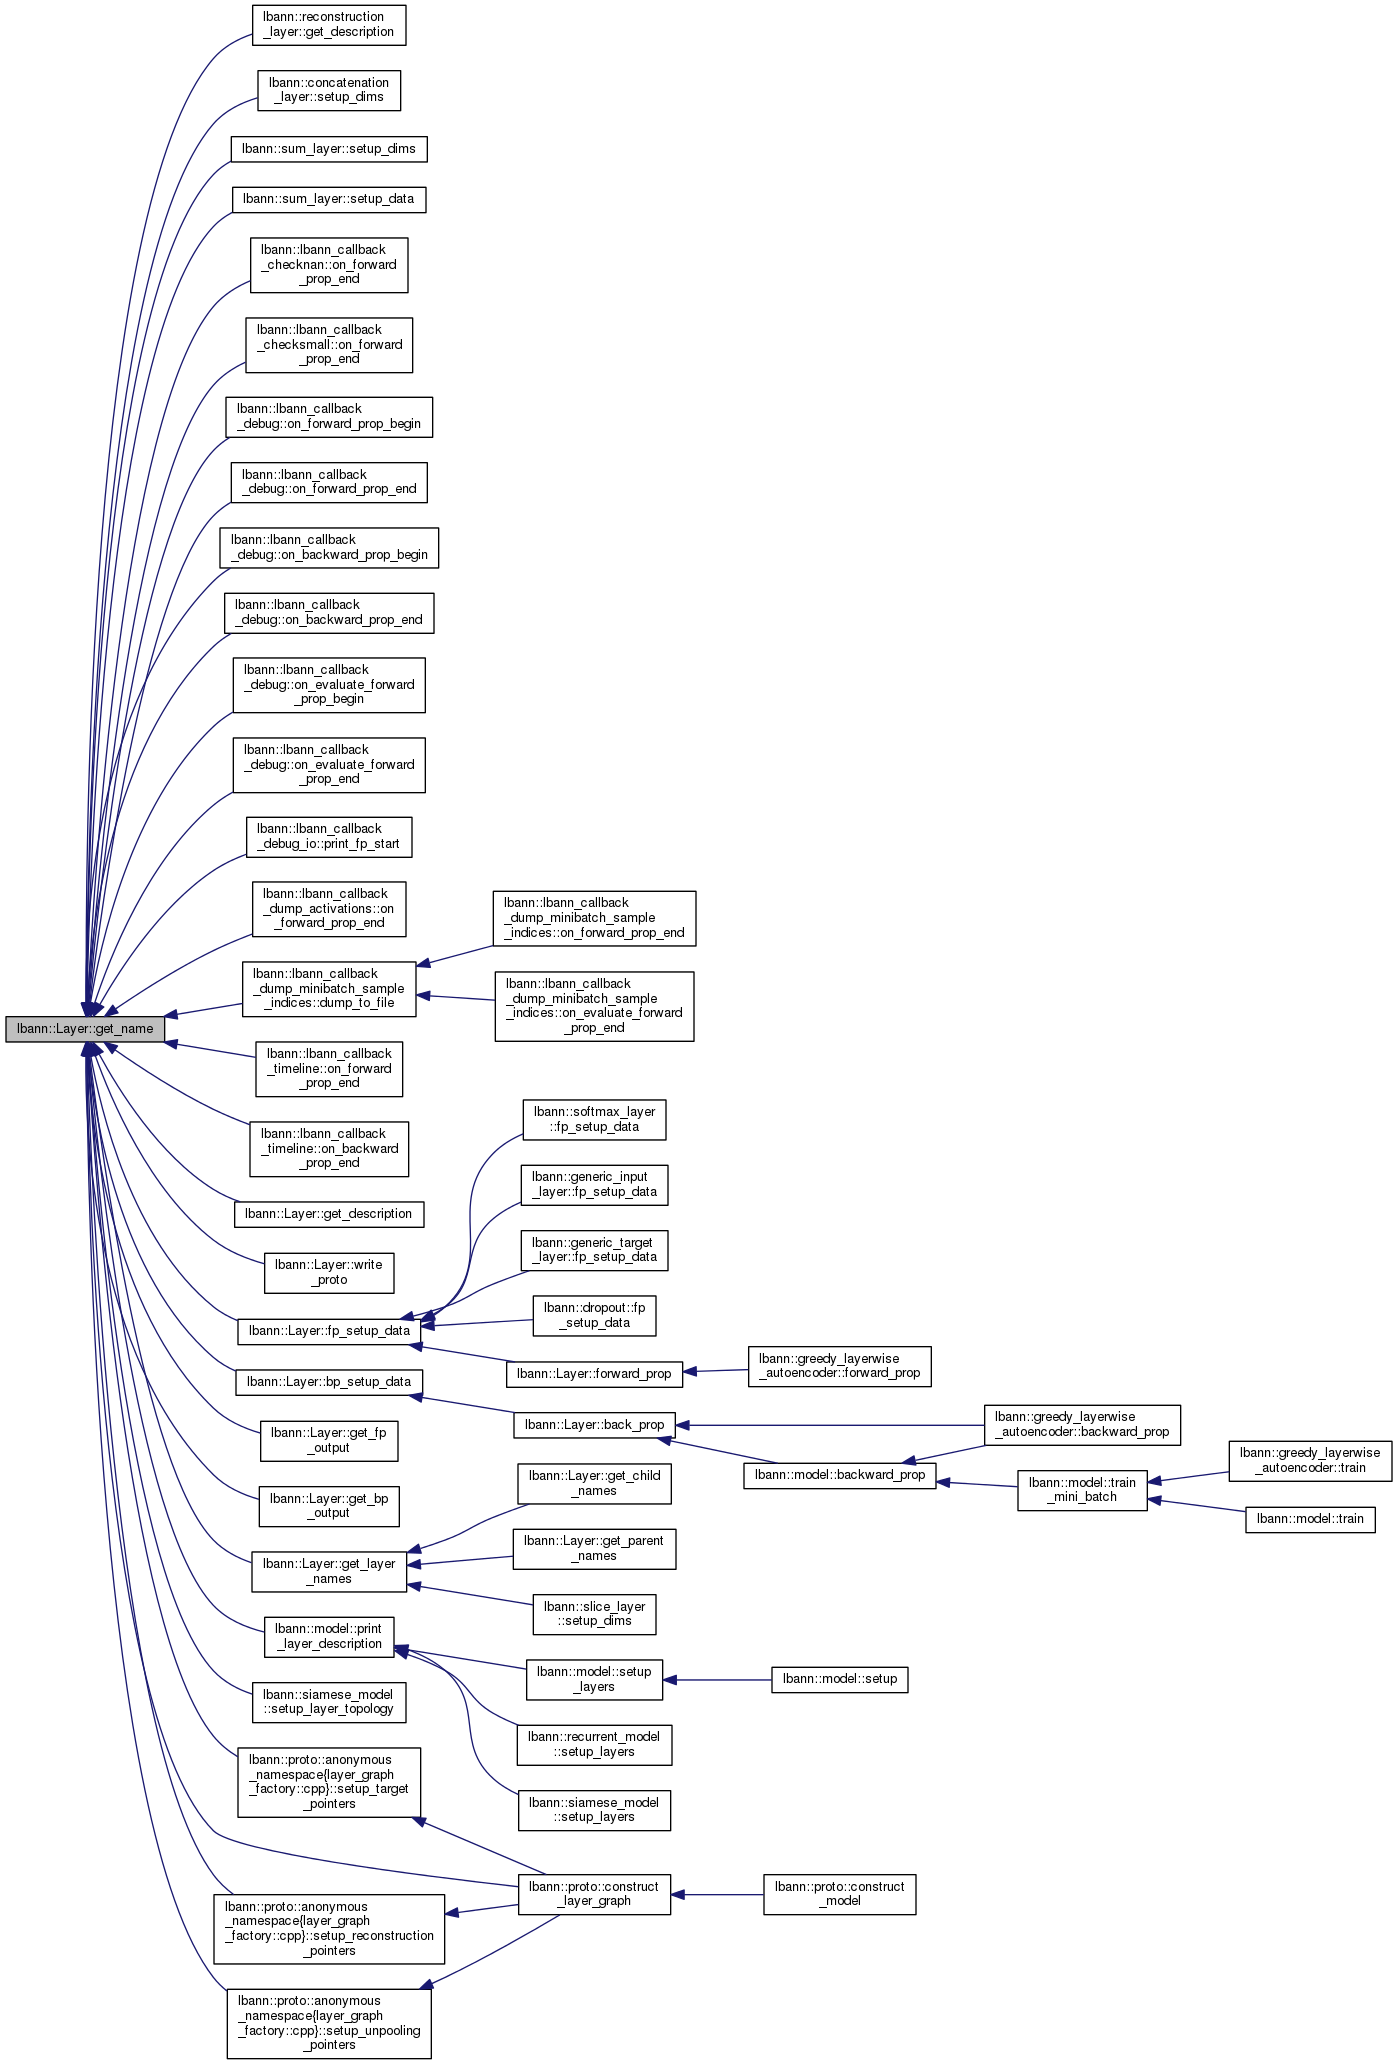 lbann::reconstruction
_layer::get_description
lbann::concatenation
_layer::setup_dims
lbann::sum_layer::setup_dims
lbann::sum_layer::setup_data
lbann::lbann_callback
_checknan::on_forward
_prop_end
lbann::lbann_callback
_checksmall::on_forward
_prop_end
lbann::lbann_callback
_debug::on_forward_prop_begin
lbann::lbann_callback
_debug::on_forward_prop_end
lbann::lbann_callback
_debug::on_backward_prop_begin
lbann::lbann_callback
_debug::on_backward_prop_end
lbann::lbann_callback
_debug::on_evaluate_forward
_prop_begin
lbann::lbann_callback
_debug::on_evaluate_forward
_prop_end
lbann::lbann_callback
_debug_io::print_fp_start
lbann::lbann_callback
_dump_activations::on
_forward_prop_end
lbann::lbann_callback
_dump_minibatch_sample
_indices::on_forward_prop_end
lbann::lbann_callback
_dump_minibatch_sample
_indices::dump_to_file
lbann::lbann_callback
_dump_minibatch_sample
_indices::on_evaluate_forward
_prop_end
lbann::Layer::get_name
lbann::lbann_callback
_timeline::on_forward
_prop_end
lbann::lbann_callback
_timeline::on_backward
_prop_end
lbann::softmax_layer
::fp_setup_data
lbann::generic_input
_layer::fp_setup_data
lbann::Layer::get_description
lbann::generic_target
_layer::fp_setup_data
lbann::Layer::write
_proto
lbann::dropout::fp
_setup_data
lbann::Layer::fp_setup_data
lbann::Layer::forward_prop
lbann::greedy_layerwise
_autoencoder::forward_prop
lbann::Layer::bp_setup_data
lbann::Layer::back_prop
lbann::greedy_layerwise
_autoencoder::backward_prop
lbann::Layer::get_fp
_output
lbann::model::backward_prop
lbann::model::train
_mini_batch
lbann::greedy_layerwise
_autoencoder::train
lbann::model::train
lbann::Layer::get_bp
_output
lbann::Layer::get_child
_names
lbann::Layer::get_parent
_names
lbann::Layer::get_layer
_names
lbann::slice_layer
::setup_dims
lbann::model::print
_layer_description
lbann::model::setup
_layers
lbann::model::setup
lbann::siamese_model
::setup_layer_topology
lbann::recurrent_model
::setup_layers
lbann::proto::anonymous
_namespace{layer_graph
_factory::cpp}::setup_target
_pointers
lbann::siamese_model
::setup_layers
lbann::proto::construct
_layer_graph
lbann::proto::construct
_model
lbann::proto::anonymous
_namespace{layer_graph
_factory::cpp}::setup_reconstruction
_pointers
lbann::proto::anonymous
_namespace{layer_graph
_factory::cpp}::setup_unpooling
_pointers